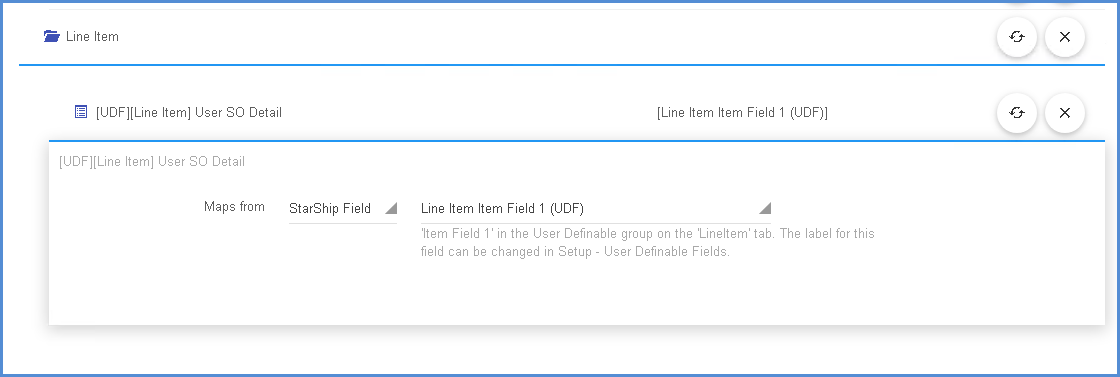 Line Item
[UDF][Line Item] User SO Detail [Line Item Item Field 1 (UDF)]
[UDF][Line Item] User SO Detail
Maps from StarShip Field Line Item Item Field 1 (UDF)
'Item Field 1' in the User Definable group on the 'LineItem' tab. The label for this
field can be changed in Setup - User Definable Fields.